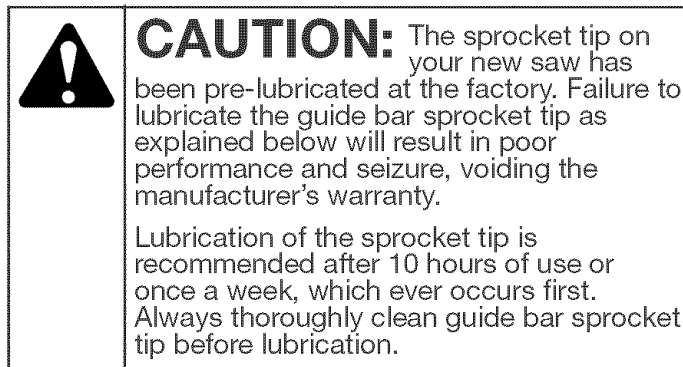 CAUTION: The sprocket tip on
your new saw has
been pre-lubricated at the factory. Failure to
lubricate the guide bar sprocket tip as
explained below will result in poor
performance and seizure, voiding the
manufacturer's warranty.
Lubrication of the sprocket tip is
recommended after 10 hours of use or
once a week, which ever occurs first.
Always thoroughly clean guide bar sprocket
tip before lubrication.